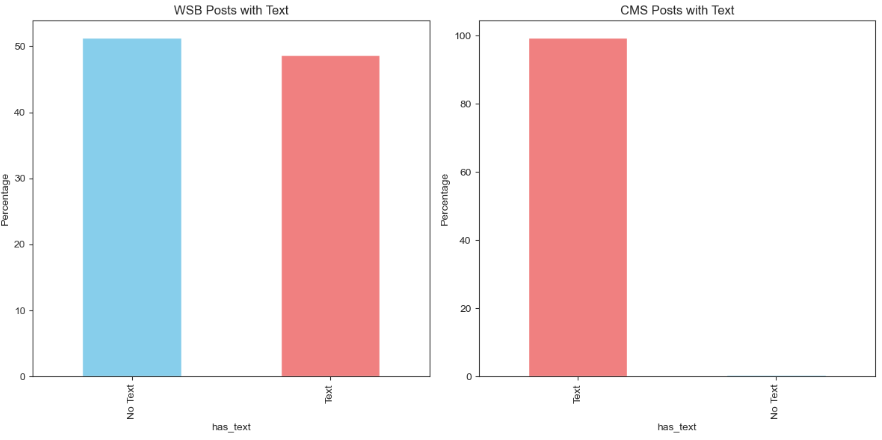 WSB Posts with Text
Percentage
50
40
30
20
10
0
No Text
Text
has_text
CMS Posts with Text
Percentage
100
80
60
40
20
0
Text
No Text
has_text